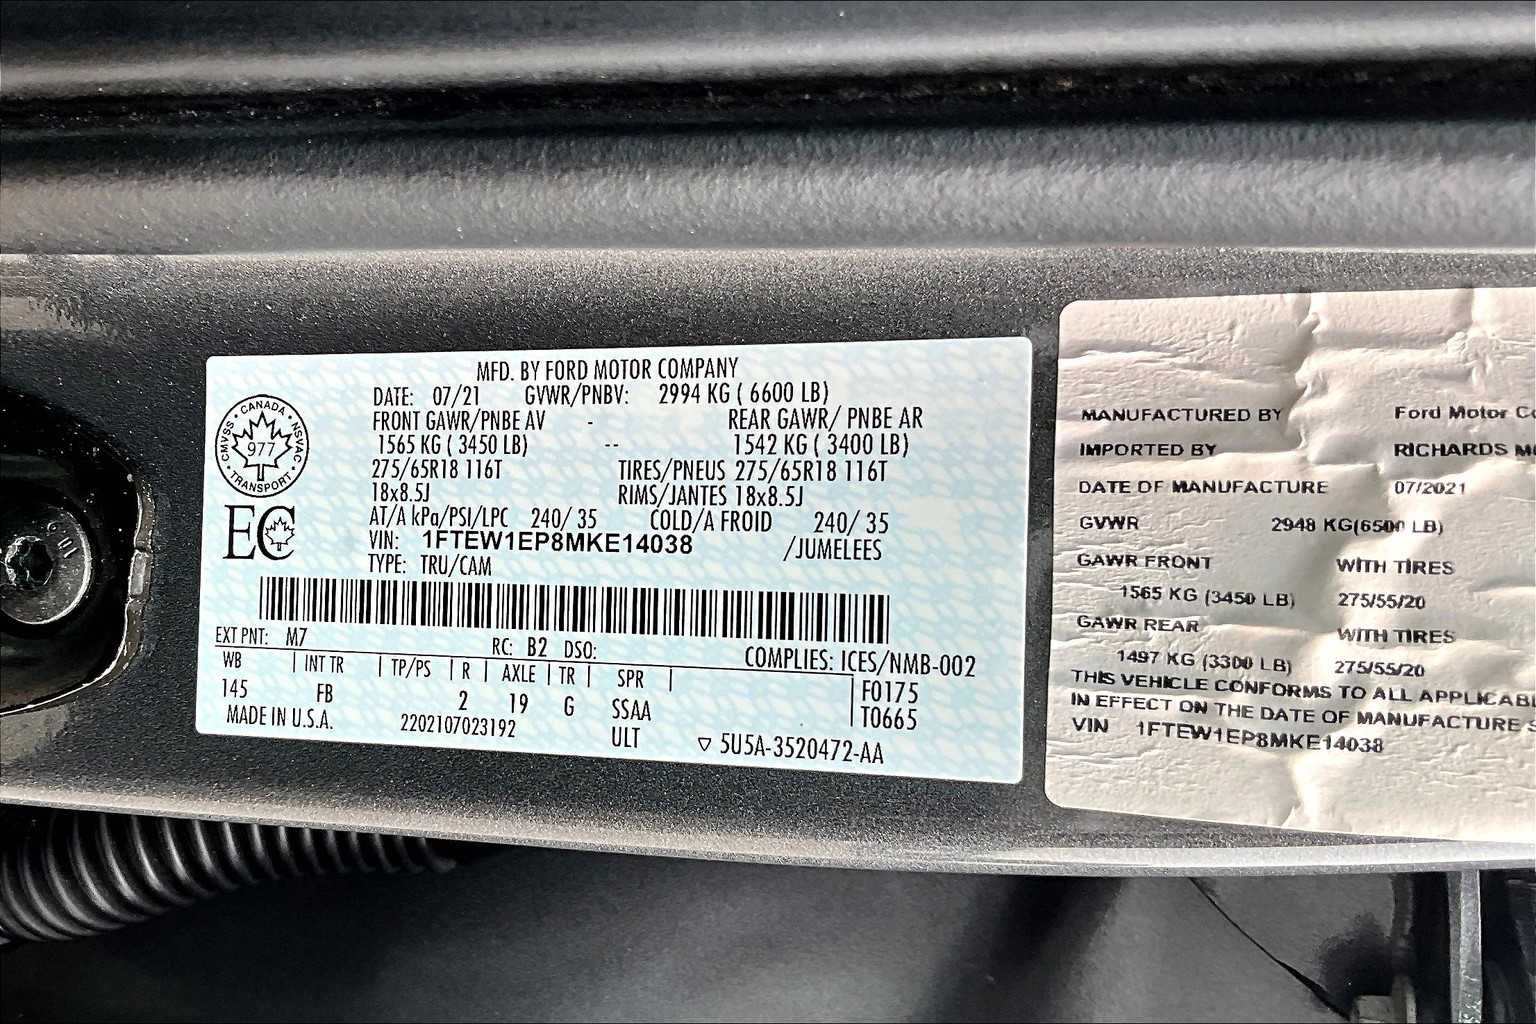 MFD. BY FORD MOTOR COMPANY
DATE: 07/21 GVWR/PNBV: 2994 KG ( 6600 LB)
FRONT GAWR/PNBE AV - REAR GAWR/ PNBE AR
1565 KG ( 3450 LB) -- 1542 KG ( 3400 LB)
275/65R18 116T TIRES/PNEUS 275/65R18 116T
18x8.5J RIMS/JANTES 18x8.5J
AT/A kPa/PSI/LPC 240/ 35 COLD/A FROID 240/ 35
VIN: 1FTEW1EP8MKE14038 /JUMELEES
TYPE: TRU/CAM
CANADA
CMVSS 977 NSVAC
TRANSPORT
EC
EXT PNT: M7 RC: B2 DSO: COMPLIES: ICES/NMB-002
WB | INT TR | TP/PS | R | AXLE | TR | SPR | F0175
145 FB 2 19 G SSAA | T0665
MADE IN U.S.A. 2202107023192 ULT ▽ 5U5A-3520472-AA
MANUFACTURED BY Ford Motor
IMPORTED BY RICHARDS
DATE OF MANUFACTURE 07/2021
GVWR 2948 KG(6500 LB)
GAWR FRONT WITH TIRES
1565 KG (3450 LB) 275/55/20
GAWR REAR WITH TIRES
1497 KG (3300 LB) 275/55/20
THIS VEHICLE CONFORMS TO ALL
IN EFFECT ON THE DATE OF MANUFACTURE
VIN 1FTEW1EP8MKE14038